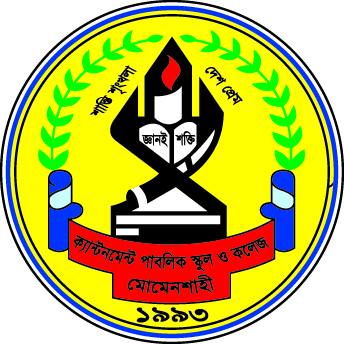 শান্তি শৃংখলা
দেশ প্রেম
জ্ঞানই শক্তি
ক্যান্টনমেন্ট পাবলিক স্কুল ও কলেজ
মোমেনশাহী
১৯৯৩